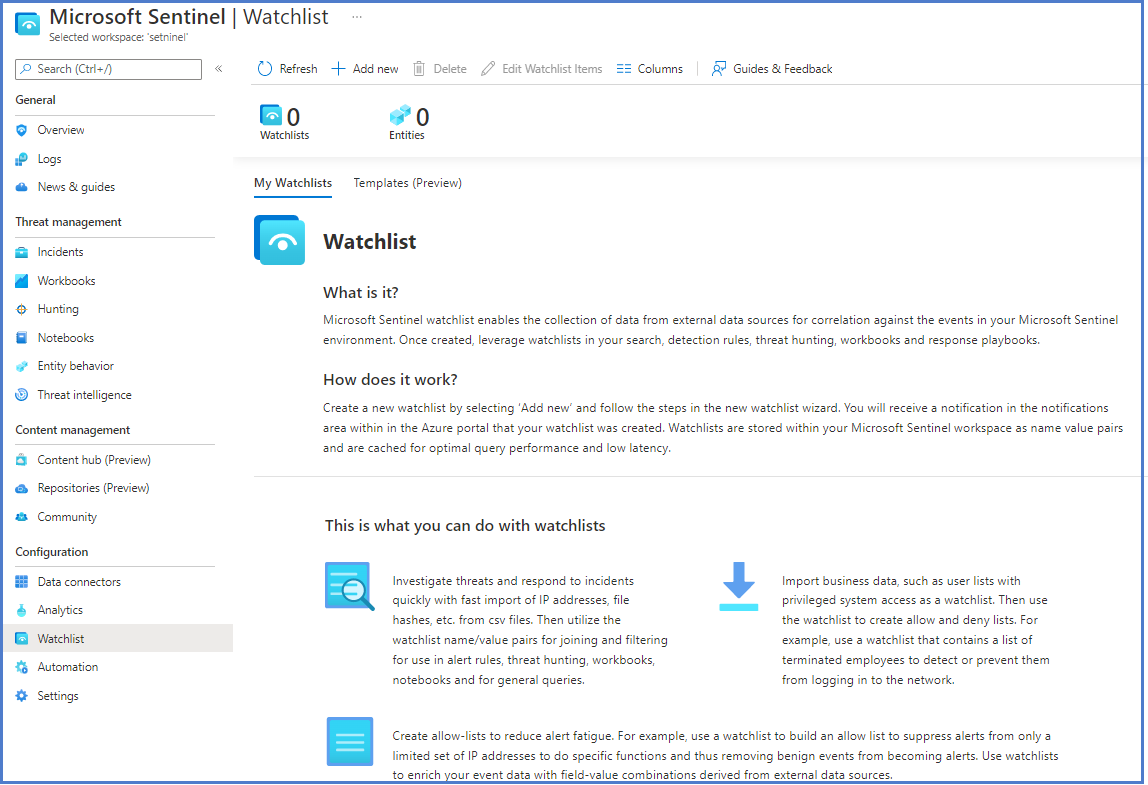 Microsoft Sentinel | Watchlist ...
Selected workspace: 'setninel'
Search (Ctrl+/)
«
General
Overview
Logs
News & guides
Threat management
Incidents
Workbooks
Hunting
Notebooks
Entity behavior
Threat intelligence
Content management
Content hub (Preview)
Repositories (Preview)
Community
Configuration
Data connectors
Analytics
Watchlist
Automation
Settings
Refresh
Add new
Delete
Edit Watchlist Items
Columns
Guides & Feedback
0
Watchlists
0
Entities
My Watchlists
Templates (Preview)
Watchlist
What is it?
Microsoft Sentinel watchlist enables the collection of data from external data sources for correlation against the events in your Microsoft Sentinel
environment. Once created, leverage watchlists in your search, detection rules, threat hunting, workbooks and response playbooks.
How does it work?
Create a new watchlist by selecting 'Add new' and follow the steps in the new watchlist wizard. You will receive a notification in the notifications
area within in the Azure portal that your watchlist was created. Watchlists are stored within your Microsoft Sentinel workspace as name value pairs
and are cached for optimal query performance and low latency.
This is what you can do with watchlists
Investigate threats and respond to incidents
quickly with fast import of IP addresses, file
hashes, etc. from csv files. Then utilize the
watchlist name/value pairs for joining and filtering
for use in alert rules, threat hunting, workbooks,
notebooks and for general queries.
Import business data, such as user lists with
privileged system access as a watchlist. Then use
the watchlist to create allow and deny lists. For
example, use a watchlist that contains a list of
terminated employees to detect or prevent them
from logging in to the network.
Create allow-lists to reduce alert fatigue. For example, use a watchlist to build an allow list to suppress alerts from only a
limited set of IP addresses to do specific functions and thus removing benign events from becoming alerts. Use watchlists
to enrich your event data with field-value combinations derived from external data sources.